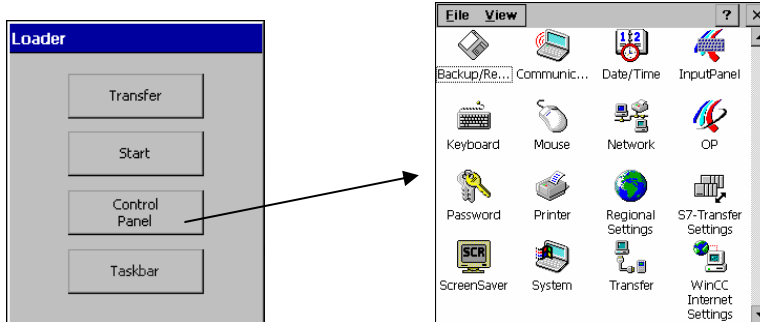 Loader
Transfer
Start
Control
Panel
Taskbar
File View ? ×
Backup/Re... Communic... Date/Time InputPanel
Keyboard Mouse Network OP
Password Printer Regional
Settings S7-Transfer
Settings
SCR
ScreenSaver System Transfer WinCC
Internet
Settings